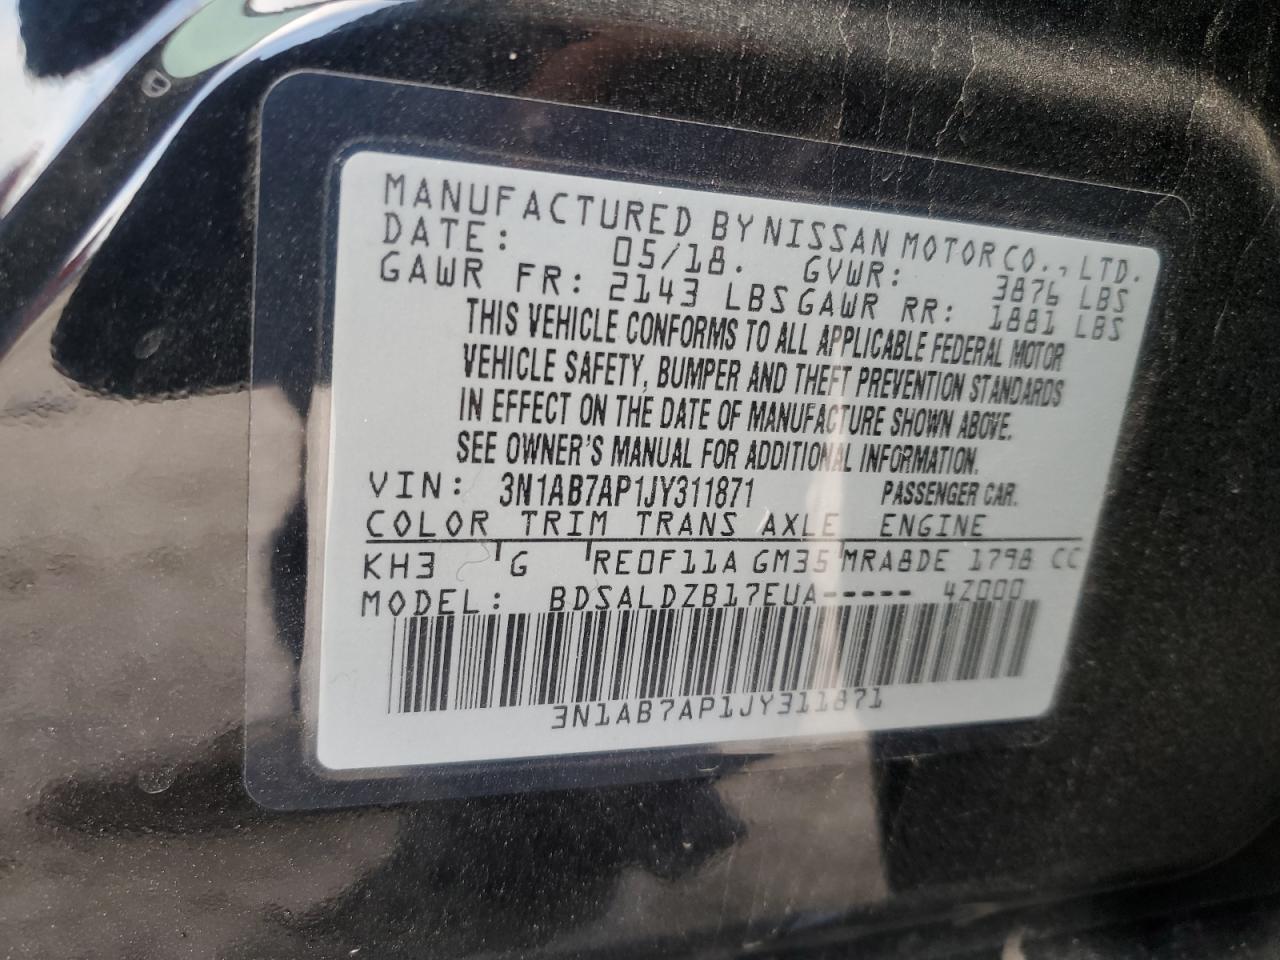 MANUFACTURED BY NISSAN MOTOR CO., LTD.
DATE: 05/18. GVWR: 3876 LBS
GAWR FR: 2143 LBS GAWR RR: 1881 LBS
THIS VEHICLE CONFORMS TO ALL APPLICABLE FEDERAL MOTOR
VEHICLE SAFETY, BUMPER AND THEFT PREVENTION STANDARDS
IN EFFECT ON THE DATE OF MANUFACTURE SHOWN ABOVE.
SEE OWNER'S MANUAL FOR ADDITIONAL INFORMATION.
VIN: 3N1AB7AP1JY311871 PASSENGER CAR.
COLOR TRIM TRANS AXLE ENGINE
KH3 G RE0F11A GM35 MRA8DE 1798 CC
MODEL: BDSALDZB17EUA----- 4Z000
3N1AB7AP1JY311871